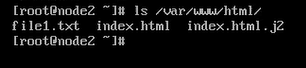 [root@node2 ~]# ls /var/www/html/
file1.txt  index.html  index.html.j2
[root@node2 ~]#